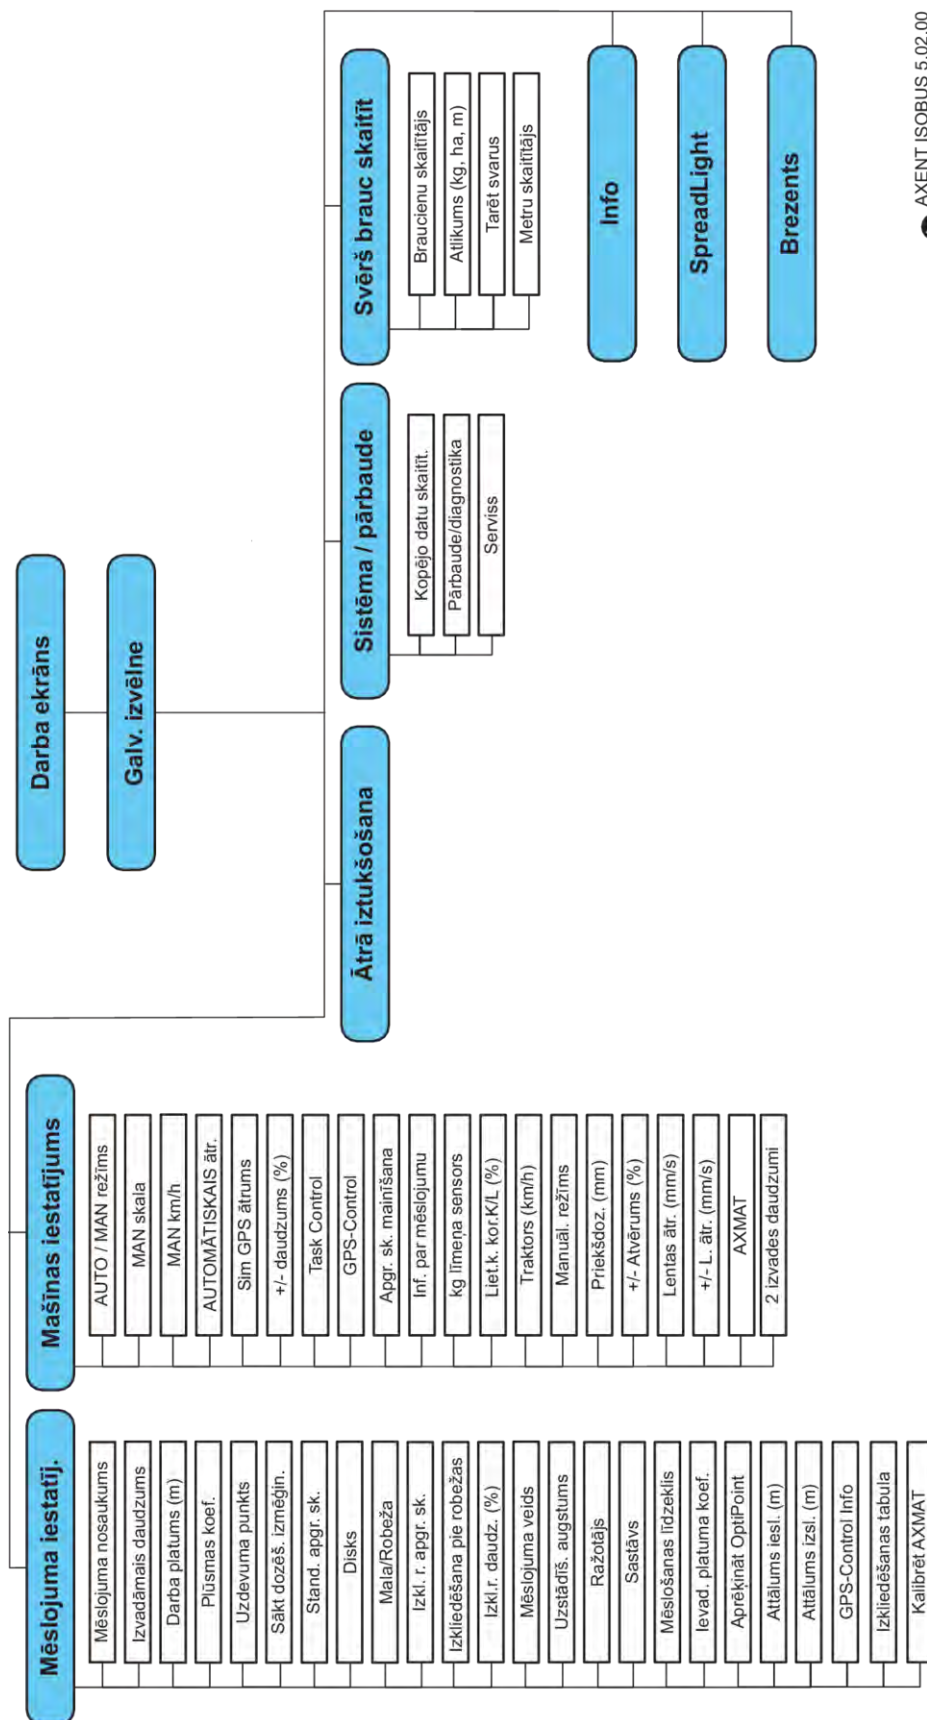 Darba ekrāns
Galv. izvēlne
Mēslojuma iestatīj.
Mēslojuma nosaukums
Izvadāmais daudzums
Darba platums (m)
Plūsmas koef.
Uzdevuma punkts
Sākt dozēš. izmēģin.
Stand. apgr. sk.
Disks
Mala/Robeža
Izkl. r. apgr. sk.
Izkliedēšana pie robežas
Izkl.r. daudz. (%)
Mēslojuma veids
Uzstādīš. augstums
Ražotājs
Sastāvs
Mēslošanas līdzeklis
Ievad. platuma koef.
Aprēķināt OptiPoint
Attālums iesl. (m)
Attālums izsl. (m)
GPS-Control Info
Izkliedēšanas tabula
Kalibrēt AXMAT
Mašīnas iestatījums
AUTO / MAN režīms
MAN skala
MAN km/h
AUTOMĀTISKAIS ātr.
Sim GPS ātrums
+/- daudzums (%)
Task Control
GPS-Control
Apgr. sk. mainīšana
Inf. par mēslojumu
kg līmeņa sensors
Liet.k. kor.K/L (%)
Traktors (km/h)
Manuāl. režīms
Priekšdoz. (mm)
+/- Atvērums (%)
Lentas ātr. (mm/s)
+/- L. ātr. (mm/s)
AXMAT
2 izvades daudzumi
Ātrā iztukšošana
Sistēma / pārbaude
Kopējo datu skaitīt.
Pārbaude/diagnostika
Serviss
Svērš brauc skaitīt
Braucienu skaitītājs
Atlikums (kg, ha, m)
Tarēt svarus
Metru skaitītājs
Info
SpreadLight
Brezents
AXENT ISOBUS 5.02.00